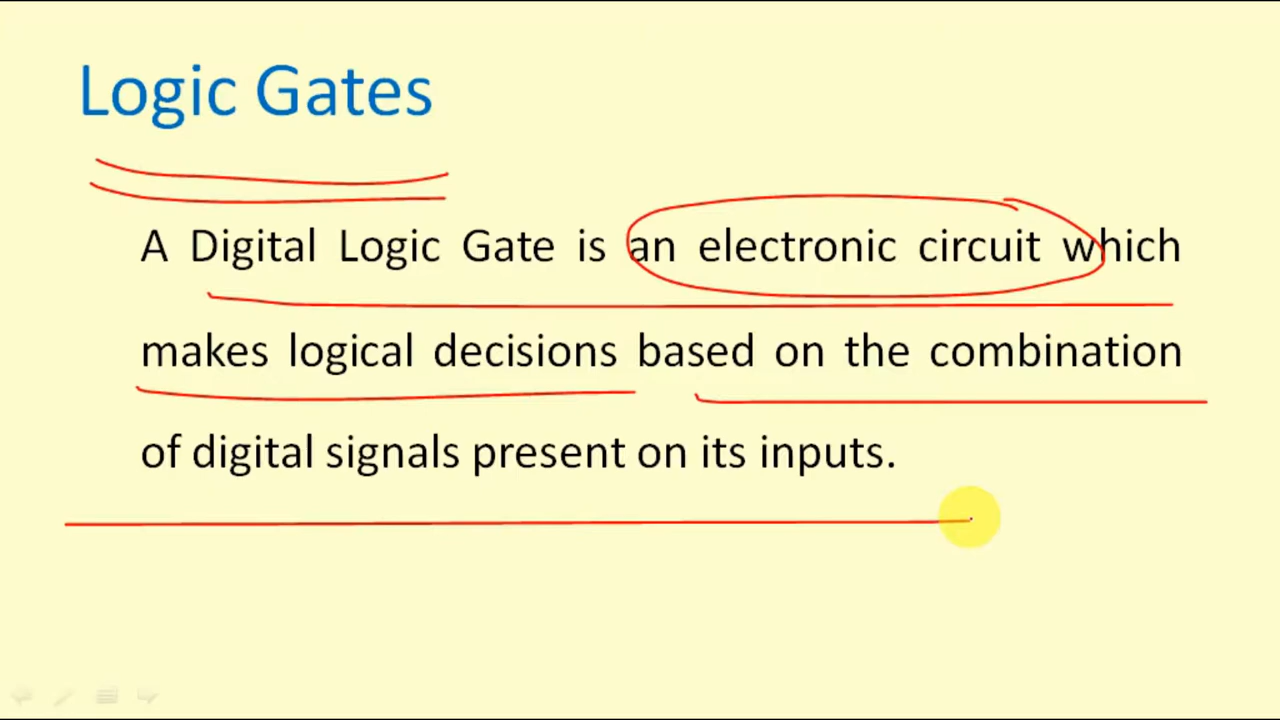 Logic Gates
A Digital Logic Gate is an electronic circuit which
makes logical decisions based on the combination
of digital signals present on its inputs.